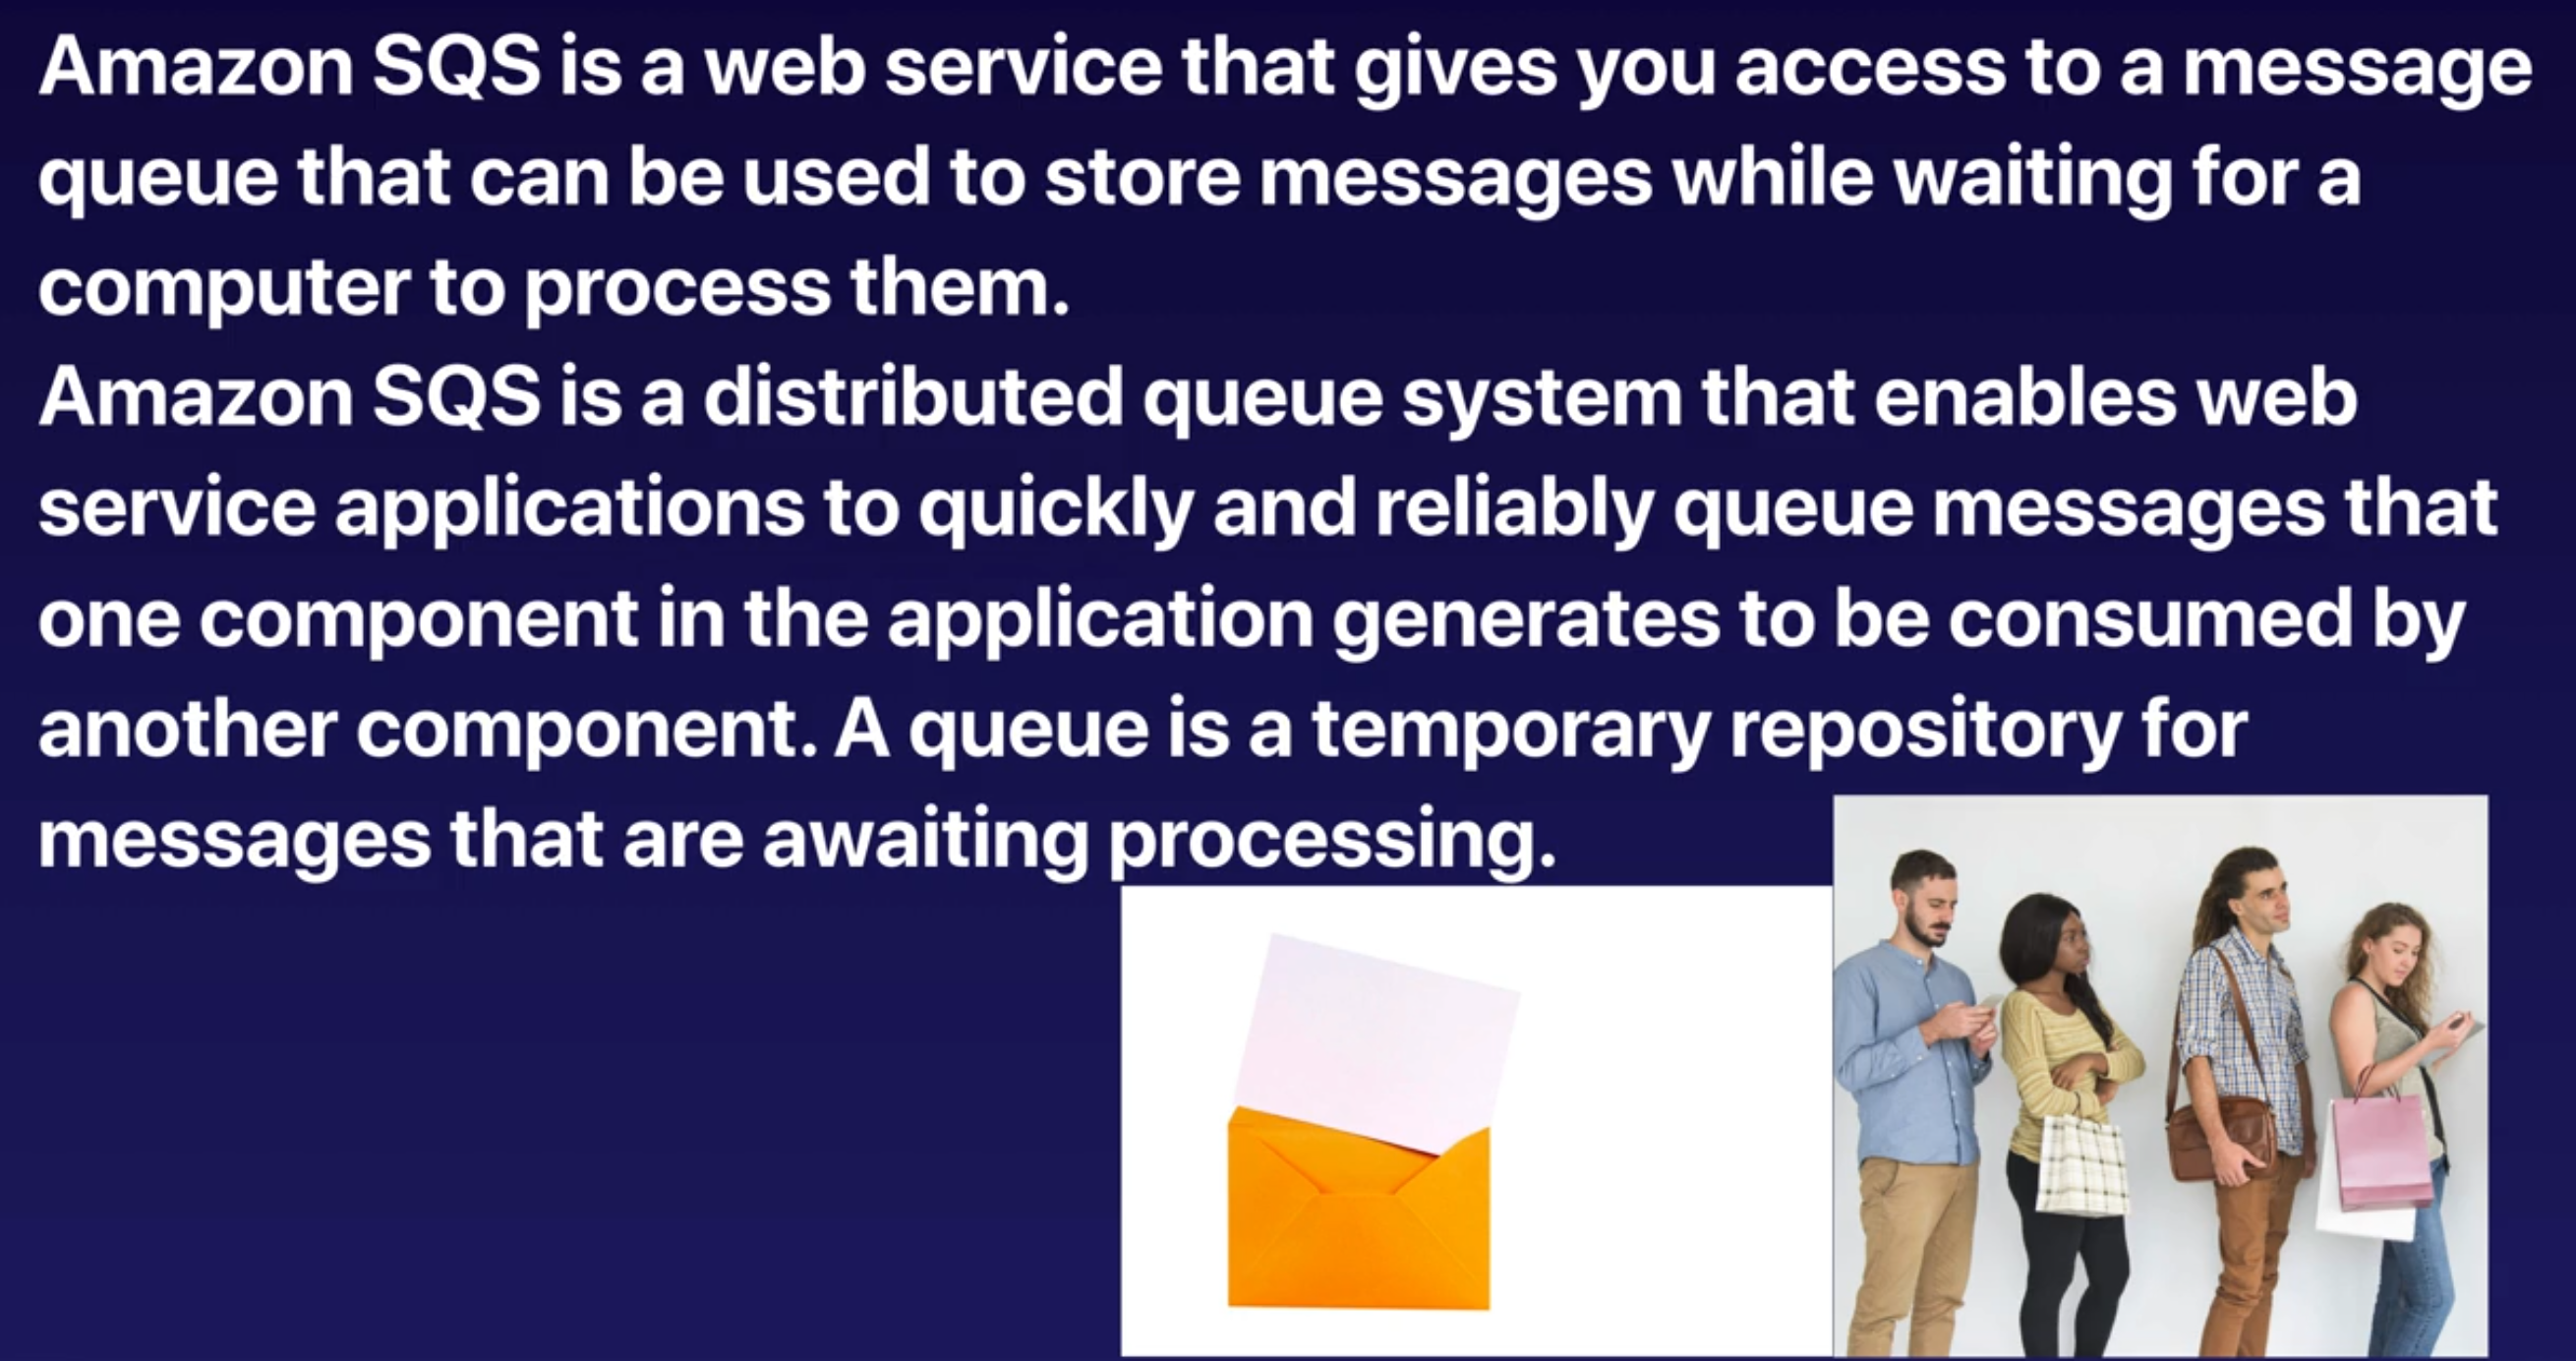 Amazon SQS is a web service that gives you access to a message
queue that can be used to store messages while waiting for a
computer to process them.
Amazon SQS is a distributed queue system that enables web
service applications to quickly and reliably queue messages that
one component in the application generates to be consumed by
another component. A queue is a temporary repository for
messages that are awaiting processing.